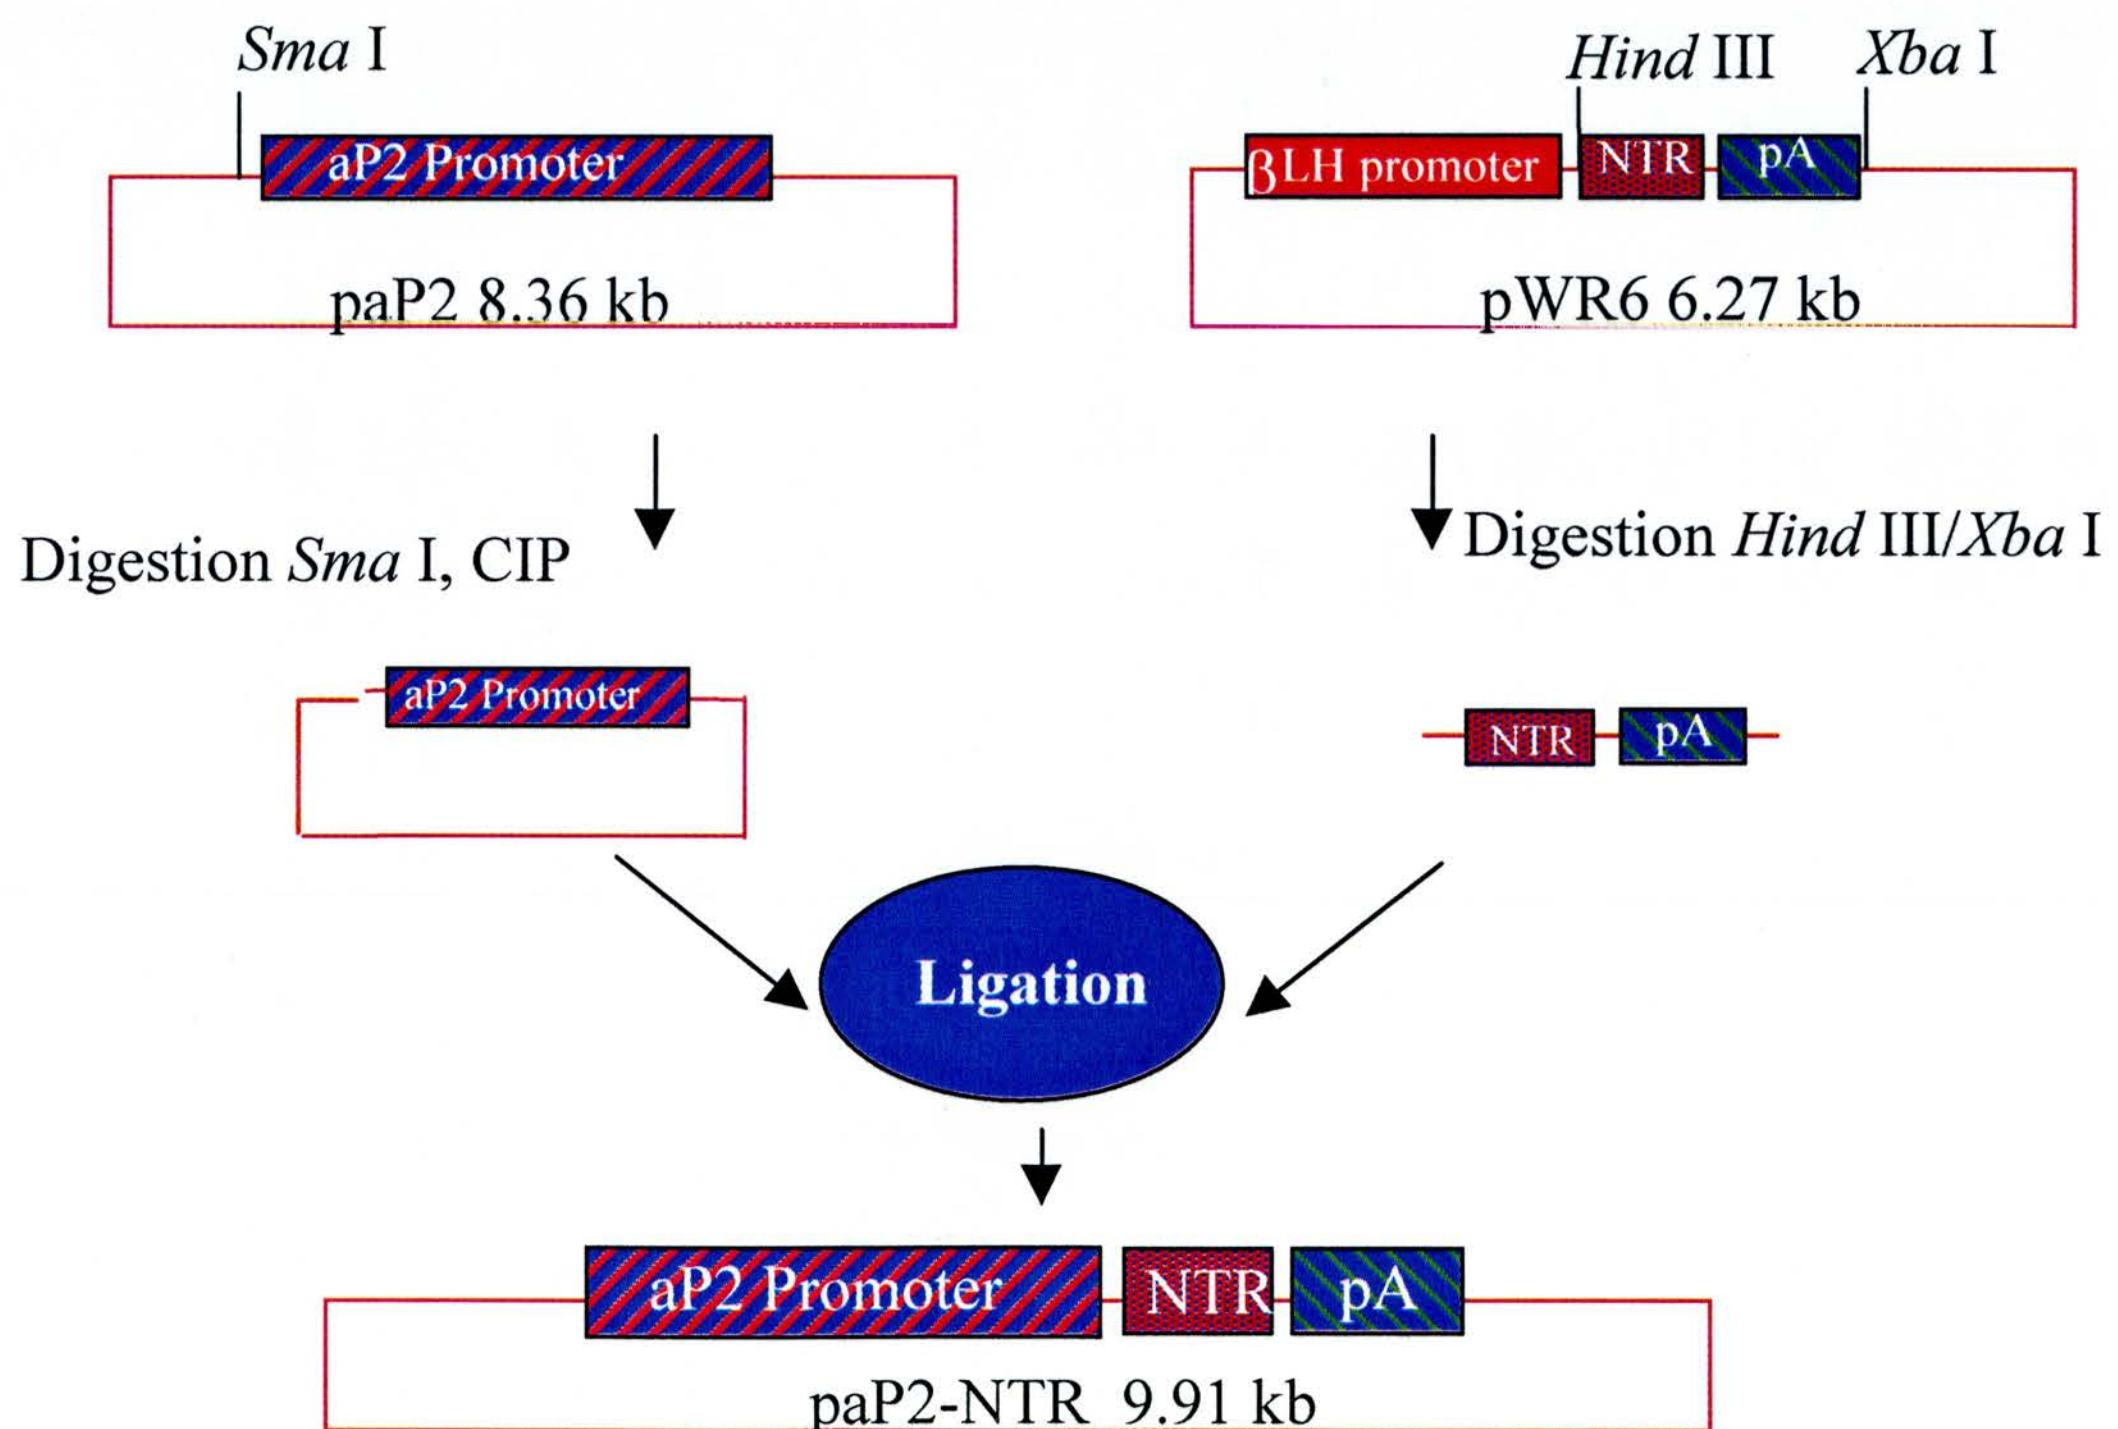 Sma I
Hind III
Xba I
aP2 Promoter
βLH promoter
NTR
pA
paP2 8.36 kb
pWR6 6.27 kb
Digestion Sma I, CIP
Digestion Hind III/Xba I
aP2 Promoter
NTR
pA
Ligation
aP2 Promoter
NTR
pA
paP2-NTR 9.91 kb